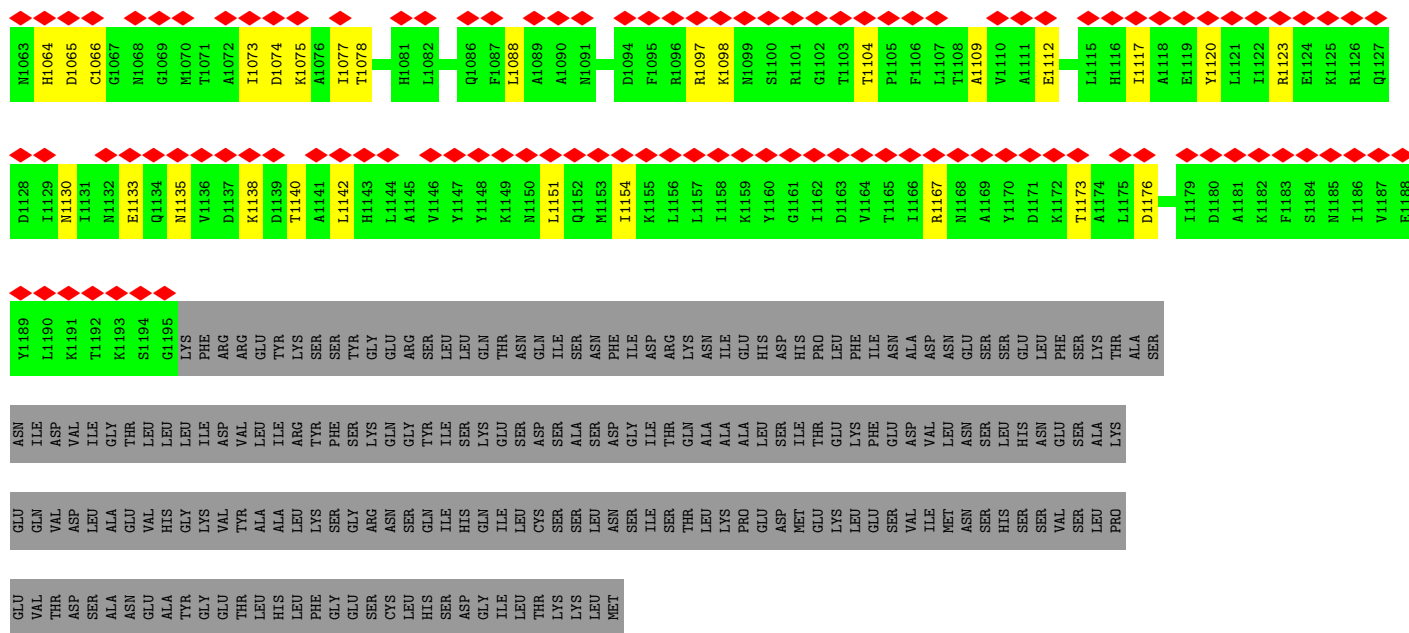 N1063 H1064 D1065 C1066 G1067 N1068 G1069 M1070 T1071 A1072 I1073 D1074 K1075 A1076 I1077 T1078 H1081 L1082 Q1086 F1087 L1088 A1089 A1090 N1091 D1094 F1095 R1096 R1097 K1098 N1099 S1100 R1101 G1102 T1103 T1104 P1105 F1106 L1107 T1108 A1109 V1110 A1111 E1112 L1115 H1116 I1117 A1118 E1119 Y1120 L1121 I1122 R1123 E1124 K1125 R1126 Q1127
D1128 I1129 N1130 I1131 N1132 E1133 Q1134 N1135 V1136 D1137 K1138 D1139 T1140 A1141 L1142 H1143 L1144 A1145 V1146 Y1147 Y1148 K1149 N1150 L1151 Q1152 M1153 I1154 K1155 L1156 L1157 I1158 K1159 Y1160 G1161 I1162 D1163 V1164 T1165 I1166 R1167 N1168 A1169 Y1170 D1171 K1172 T1173 A1174 L1175 D1176 I1179 D1180 A1181 K1182 F1183 S1184 N1185 I1186 V1187 E1188
Y1189 L1190 K1191 T1192 K1193 S1194 G1195 LYS PHE ARG ARG GLU TYR LYS SER SER TYR GLY GLU ARG SER LEU LEU GLN THR ASN GLN ILE SER ASN PHE ILE ASP ARG LYS ASN ILE GLU HIS ASP HIS PRO LEU PHE ILE ASN ALA ASP ASN GLU SER SER GLU LEU PHE SER LYS THR ALA SER
ASN ILE ASP VAL ILE GLY THR LEU LEU LEU ILE ASP VAL LEU ILE ARG TYR PHE SER LYS GLN GLY TYR ILE SER LYS GLU SER ASP SER ALA SER ASP GLY ILE THR GLN ALA ALA ALA LEU SER ILE THR GLU LYS PHE GLU ASP VAL LEU ASN SER LEU HIS ASN GLU SER ALA LYS
GLU GLN VAL ASP LEU ALA GLU VAL HIS GLY LYS VAL TYR ALA ALA LEU LYS SER GLY ARG ASN SER GLN ILE HIS GLN ILE LEU CYS SER SER LEU ASN SER ILE SER THR LEU LYS PRO GLU ASP MET GLU LYS LEU GLU SER VAL ILE MET ASN SER HIS SER SER VAL SER LEU PRO
GLU VAL THR ASP SER ALA ASN GLU ALA TYR GLY GLU THR LEU HIS LEU PHE GLY GLU SER CYS LEU HIS SER ASP GLY ILE LEU THR LYS LYS LEU MET